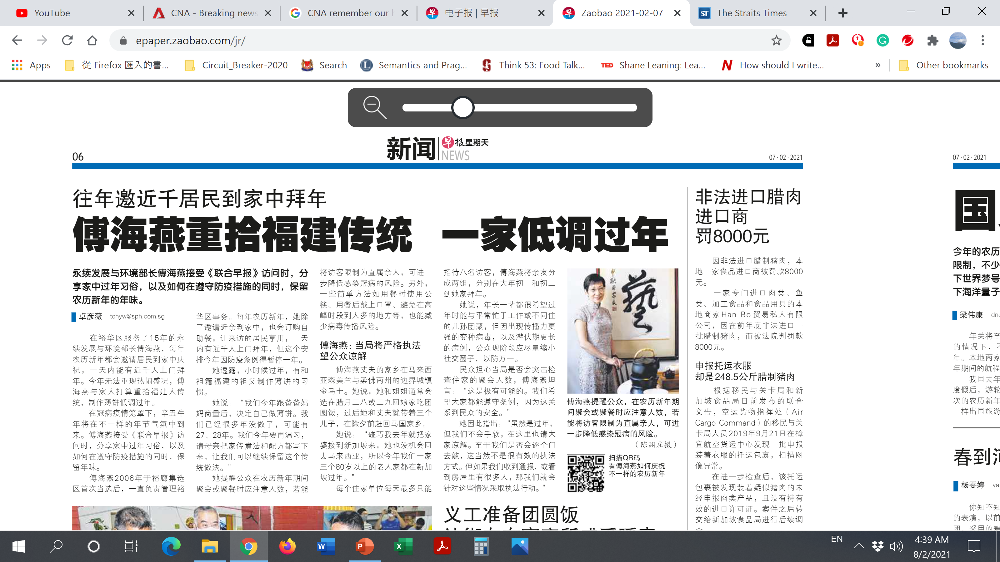 YouTube
CNA - Breaking news
CNA remember our h
电子报 | 早报
Zaobao 2021-02-07
The Straits Times
epaper.zaobao.com/jr/
Apps
從 Firefox 匯入的書...
Circuit_Breaker-2020
Search
Semantics and Prag...
Think 53: Food Talk...
TED
Shane Leaning: Lea...
How should I write...
»
Other bookmarks
06
新闻
早报星期天
NEWS
07·02·2021
往年邀近千居民到家中拜年
傅海燕重拾福建传统 一家低调过年
永续发展与环境部长傅海燕接受《联合早报》访问时，分
享家中过年习俗，以及如何在遵守防疫措施的同时，保留
农历新年的年味。
卓彦薇 tohyw@sph.com.sg
在裕华区服务了15年的永
续发展与环境部长傅海燕，每年
农历新年都会邀请居民到家中庆
祝，一天内能有近千人上门拜
年。今年无法重现热闹盛况，傅
海燕与家人打算重拾福建人传
统，制作薄饼低调过年。
在冠病疫情笼罩下，辛丑牛
年将在不一样的年节气氛中到
来。傅海燕接受《联合早报》访
问时，分享家中过年习俗，以及
如何在遵守防疫措施的同时，保
留年味。
傅海燕2006年于裕廊集选
区首次当选后，一直负责管理裕
华区事务。每年农历新年，她除
了邀请近亲到家中，也会订购自
助餐，让来访的居民享用，一天
内有近千人上门拜年，但这个安
排今年因防疫条例得暂停一年。
她透露，小时候过年，有和
祖籍福建的祖父制作薄饼的习
惯。
她说：“我们今年跟爸爸妈
妈商量后，决定自己做薄饼。我
们已经很多年没做了，可能有
27、28年。我们今年要再温习，
请母亲把家传煮法和配方都写下
来，让我们可以继续保留这个传
统做法。”
她提醒公众在农历新年期间
聚会或聚餐时应注意人数，若能
将访客限制为直属亲人，可进一
步降低感染冠病的风险。另外，
一些简单方法如用餐时使用公
筷、用餐后戴上口罩、避免在高
峰时段到人多的地方等，也能减
少病毒传播风险。
傅海燕：当局将严格执法
望公众谅解
傅海燕丈夫的家乡在马来西
亚森美兰与柔佛两州的边界城镇
金马士。她说，她和姐姐通常会
选在腊月二八或二九回娘家吃团
圆饭，过后她和丈夫就带着三个
儿子，在除夕前赶回马国家乡。
她说：“碰巧我去年就把家
婆接到新加坡来，她也没机会回
去马来西亚，所以今年我们一家
三个80岁以上的老人家都在新加
坡过年。”
每个住家单位每天最多只能
招待八名访客，傅海燕将亲友分
成两组，分别在大年初一和初二
到她家拜年。
她说，年长一辈都很希望过
年时能与平常忙于工作或不同住
的儿孙团聚，但因出现传播力更
强的变种病毒，以及潜伏期更长
的病例，公众现阶段应尽量缩小
社交圈子，以防万一。
民众担心当局是否会突击检
查住家的聚会人数，傅海燕坦
言：“这是极有可能的。我们希
望大家都能遵守条例，因为这关
系到民众的安全。”
她因此指出：“虽然是过年，
但我们不会手软，在这里也请大
家谅解。至于我们是否会逐个门
去敲，这当然不是很有效的执法
方式。但如果我们收到通报，或看
到房屋里有很多人，那我们就会
针对这些情况采取执法行动。”
藝
傅海燕提醒公众，在农历新年期
间聚会或聚餐时应注意人数，若
能将访客限制为直属亲人，可进
一步降低感染冠病的风险。
（陈渊庄摄）
扫描QR码
看傅海燕如何庆祝
不一样的农历新年
义工准备团圆饭
非法进口腊肉
进口商
罚8000元
因非法进口腊制猪肉，本
地一家食品进口商被罚款8000
元。
一家专门进口肉类、鱼
类、加工食品和食品用具的本
地商家Han Bo贸易私人有限
公司，因在前年底非法进口一
批腊制猪肉，而被法院判罚款
8000元。
申报托运衣服
却是248.5公斤腊制猪肉
根据移民与关卡局和新
加坡食品局日前发布的联合
文告，空运货物指挥处（Air
Cargo Command）的移民与关
卡局人员2019年9月21日在樟
宜航空货运中心发现一批申报
装着衣服的托运包裹，扫描图
像异常。
在进一步检查后，该托运
包裹被发现装着疑似猪肉的未
经申报肉类产品，且没有持有
效的进口许可证。案件之后转
交给新加坡食品局进行后续调
07·02·2021
国
今年的农历
限制，不少
下世界梦号
下海洋量子
梁伟康 dne
年关将至
的情况下，不
年。本地两家
年期间的航程
我国去年
度假后，游轮
次的农历新年
一样出国旅游
春到河
杨雯婷 yan
你知不知
的表演，以前
团，采用的舞
EN
4:39 AM
8/2/2021